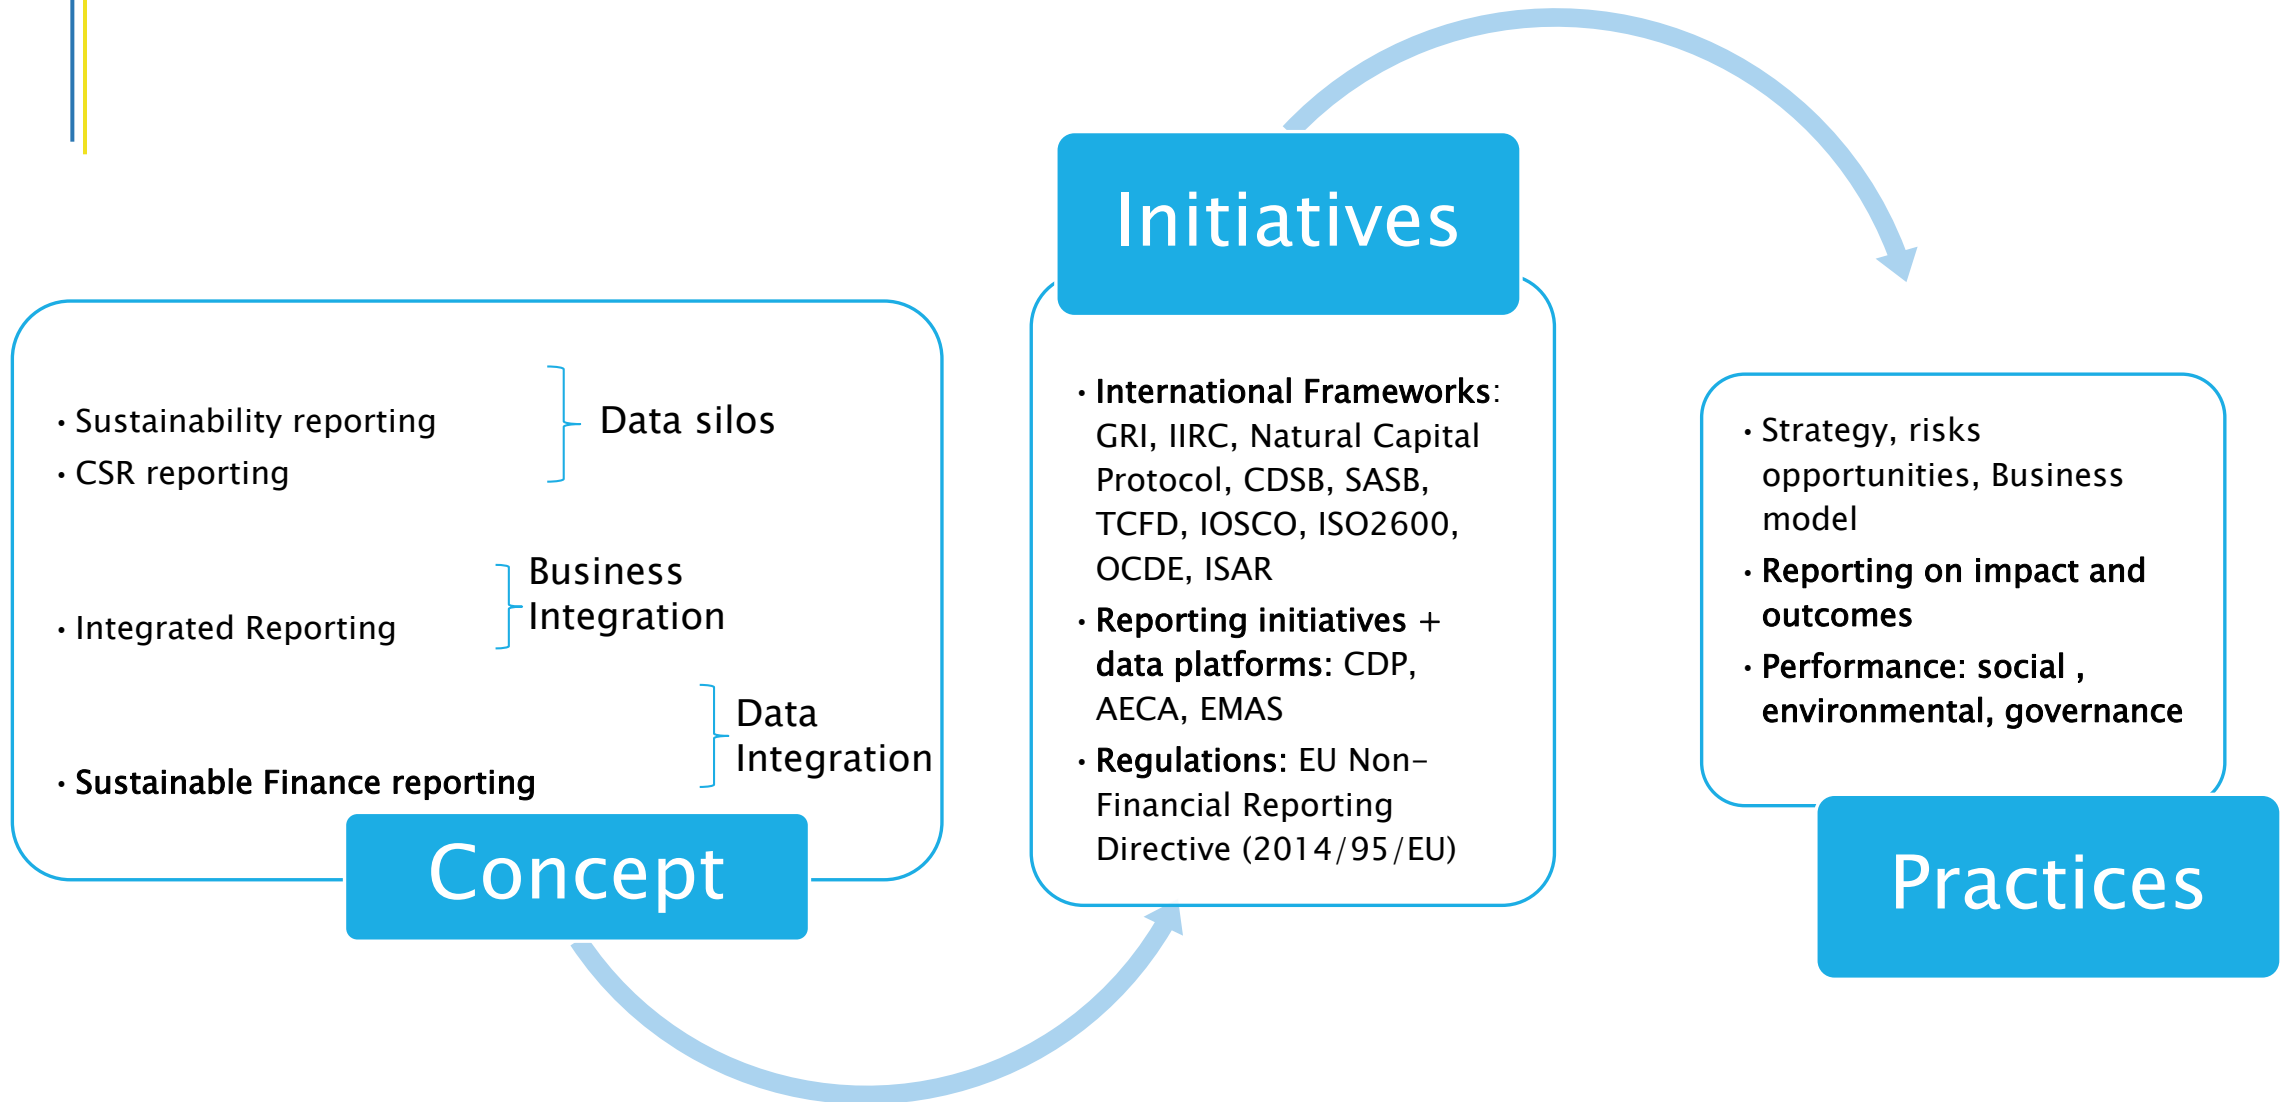 • Sustainability reporting
• CSR reporting
Data silos
• Integrated Reporting
Business
Integration
• Sustainable Finance reporting
Data
Integration
Concept
Initiatives
• International Frameworks:
GRI, IIRC, Natural Capital
Protocol, CDSB, SASB,
TCFD, IOSCO, ISO2600,
OCDE, ISAR
• Reporting initiatives +
data platforms: CDP,
AECA, EMAS
• Regulations: EU Non-
Financial Reporting
Directive (2014/95/EU)
• Strategy, risks
opportunities, Business
model
• Reporting on impact and
outcomes
• Performance: social ,
environmental, governance
Practices